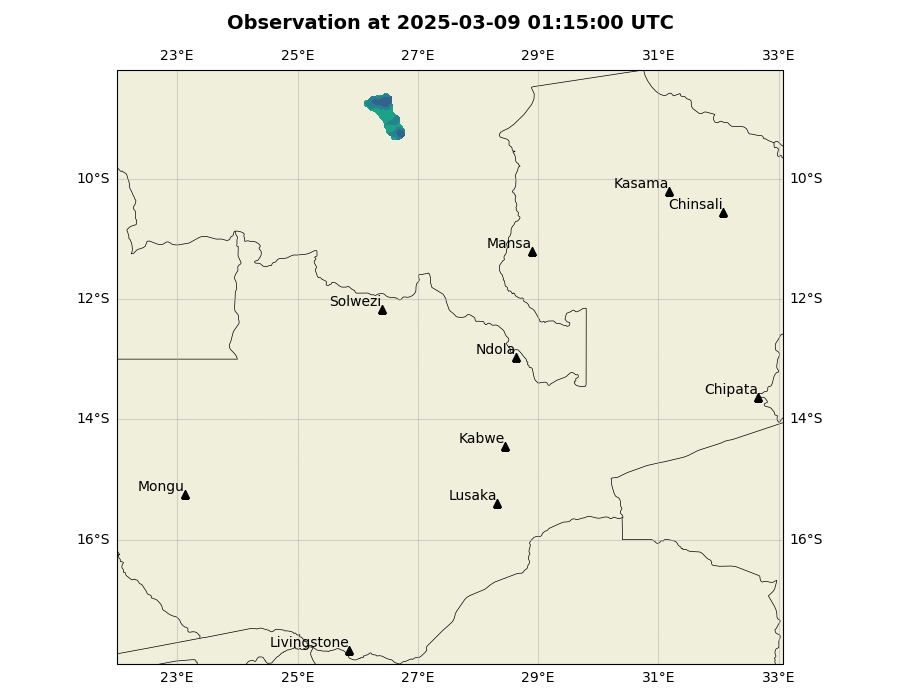 Observation at 2025-03-09 01:15:00 UTC
23°E 25°E 27°E 29°E 31°E 33°E
10°S 10°S
Kasama
Chinsali
Mansa
12°S 12°S
Solwezi
Ndola
Chipata
14°S 14°S
Kabwe
Mongu
Lusaka
16°S 16°S
Livingstone
23°E 25°E 27°E 29°E 31°E 33°E